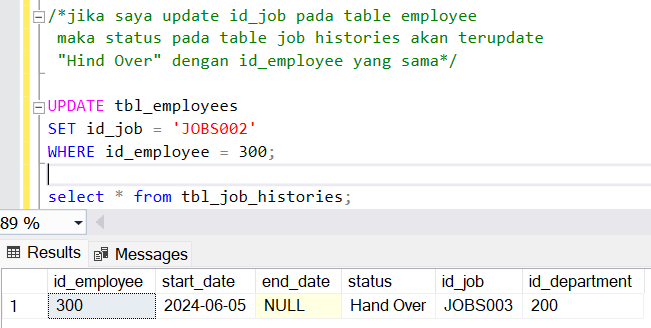 /*jika saya update id_job pada table employee
maka status pada table job histories akan terupdate
"Hind Over" dengan id_employee yang sama*/
UPDATE tbl_employees
SET id_job = 'JOBS002'
WHERE id_employee = 300;
select * from tbl_job_histories;
89 %
Results Messages
id_employee start_date end_date status id_job id_department
1 300 2024-06-05 NULL Hand Over JOBS003 200